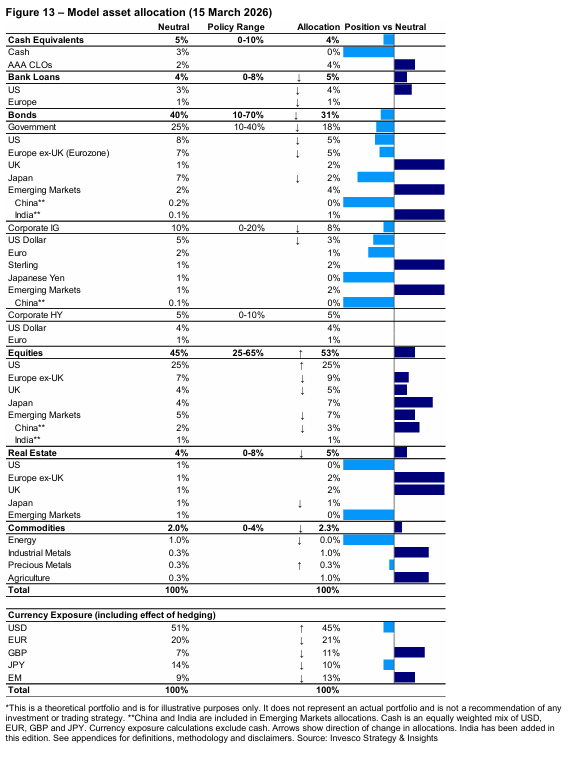 Figure 13 – Model asset allocation (15 March 2026)
Neutral Policy Range Allocation Position vs Neutral
Cash Equivalents 5% 0-10% 4%
Cash 3% 0%
AAA CLOs 2% 4%
Bank Loans 4% 0-8% ↓ 5%
US 3% ↓ 4%
Europe 1% ↓ 1%
Bonds 40% 10-70% ↓ 31%
Government 25% 10-40% ↓ 18%
US 8% ↓ 5%
Europe ex-UK (Eurozone) 7% ↓ 5%
UK 1% 2%
Japan 7% ↓ 2%
Emerging Markets 2% 4%
China** 0.2% 0%
India** 0.1% 1%
Corporate IG 10% 0-20% ↓ 8%
US Dollar 5% ↓ 3%
Euro 2% 1%
Sterling 1% 2%
Japanese Yen 1% 0%
Emerging Markets 1% 2%
China** 0.1% 0%
Corporate HY 5% 0-10% 5%
US Dollar 4% 4%
Euro 1% 1%
Equities 45% 25-65% ↑ 53%
US 25% ↑ 25%
Europe ex-UK 7% ↓ 9%
UK 4% ↓ 5%
Japan 4% 7%
Emerging Markets 5% ↓ 7%
China** 2% ↓ 3%
India** 1% 1%
Real Estate 4% 0-8% ↓ 5%
US 1% 0%
Europe ex-UK 1% 2%
UK 1% 2%
Japan 1% ↓ 1%
Emerging Markets 1% 0%
Commodities 2.0% 0-4% ↓ 2.3%
Energy 1.0% ↓ 0.0%
Industrial Metals 0.3% 1.0%
Precious Metals 0.3% ↑ 0.3%
Agriculture 0.3% 1.0%
Total 100% 100%
Currency Exposure (including effect of hedging)
USD 51% ↑ 45%
EUR 20% ↓ 21%
GBP 7% ↓ 11%
JPY 14% ↓ 10%
EM 9% ↓ 13%
Total 100% 100%
*This is a theoretical portfolio and is for illustrative purposes only. It does not represent an actual portfolio and is not a recommendation of any
investment or trading strategy. **China and India are included in Emerging Markets allocations. Cash is an equally weighted mix of USD,
EUR, GBP and JPY. Currency exposure calculations exclude cash. Arrows show direction of change in allocations. India has been added in
this edition. See appendices for definitions, methodology and disclaimers. Source: Invesco Strategy & Insights